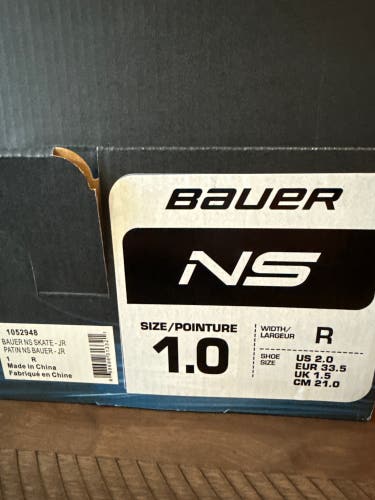 BAUER
NS
SIZE/POINTURE
1.0
WIDTH/
LARGEUR
R
SHOE
SIZE
US 2.0
EUR 33.5
UK 1.5
CM 21.0
1052948
BAUER NS SKATE - JR
PATIN NS BAUER - JR
1 R
Made in China
Fabriqué en Chine